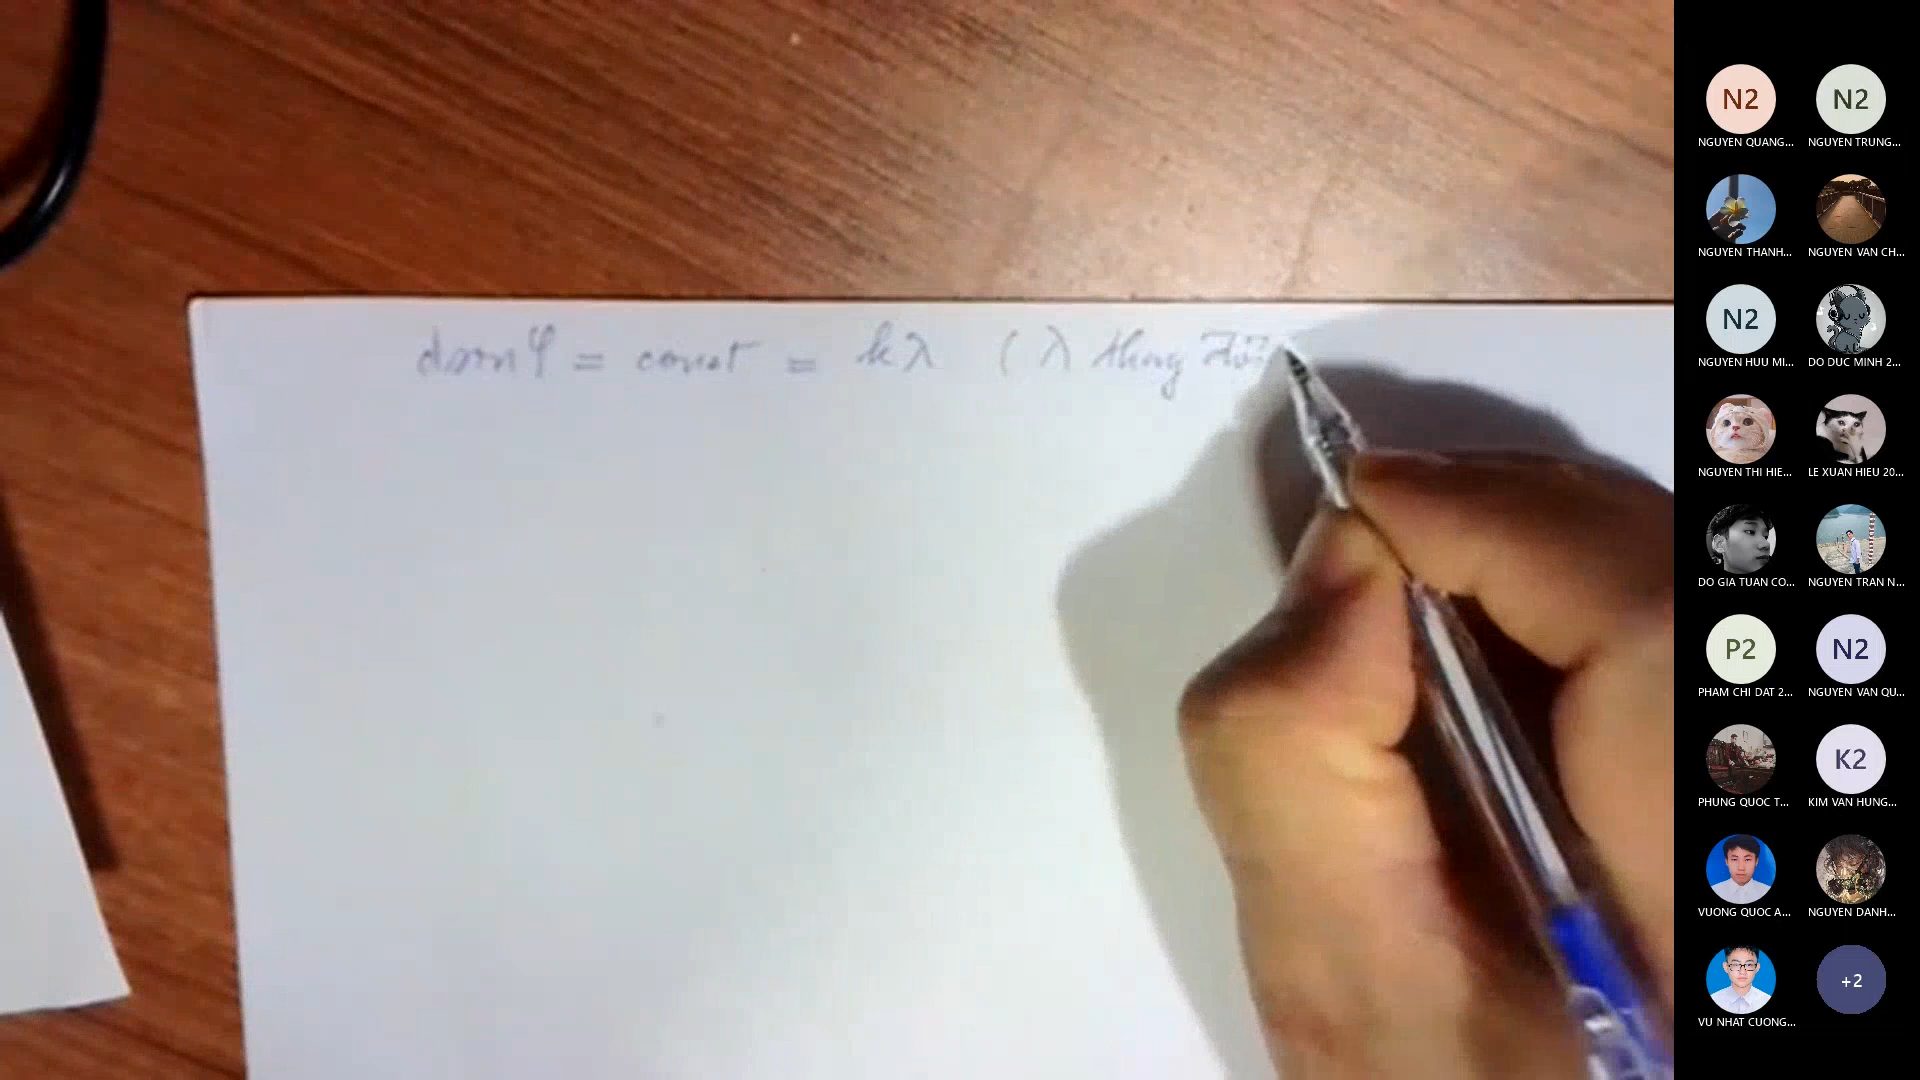 dsinφ = const = kλ ( λ
N2 N2
NGUYEN QUANG... NGUYEN TRUNG...
NGUYEN THANH... NGUYEN VAN CH...
N2
NGUYEN HUU MI... DO DUC MINH 2...
NGUYEN THI HIE... LE XUAN HIEU 20...
DO GIA TUAN CO... NGUYEN TRAN N...
P2 N2
PHAM CHI DAT 2... NGUYEN VAN QU...
K2
PHUNG QUOC T... KIM VAN HUNG...
VUONG QUOC A... NGUYEN DANH...
+2
VU NHAT CUONG...